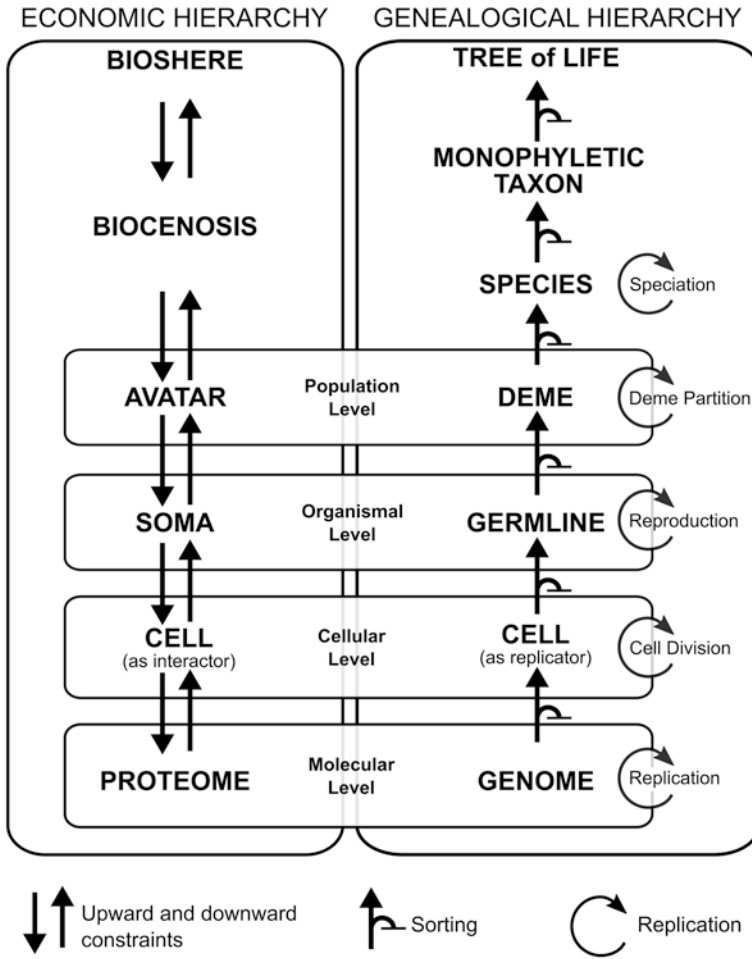 ECONOMIC HIERARCHY
GENEALOGICAL HIERARCHY
BIOSHERE
TREE of LIFE
MONOPHYLETIC
TAXON
BIOCENOSIS
SPECIES
Speciation
AVATAR
Population
Level
DEME
Deme Partition
SOMA
Organismal
Level
GERMLINE
Reproduction
CELL
(as interactor)
Cellular
Level
CELL
(as replicator)
Cell Division
PROTEOME
Molecular
Level
GENOME
Replication
Upward and downward
constraints
Sorting
Replication